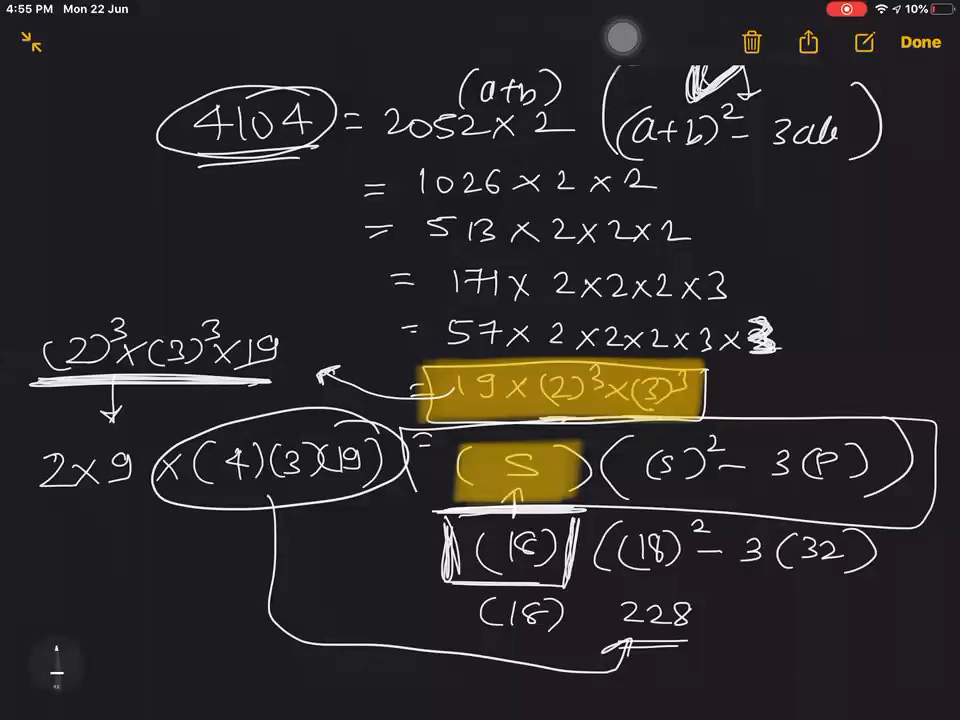 4:55 PM Mon 22 Jun
10%
Done
(a+b)
4104 = 2052 × 2 ((a+b)² - 3ab)
= 1026 × 2 × 2
= 513 × 2 × 2 × 2
= 171 × 2 × 2 × 2 × 3
= 57 × 2 × 2 × 2 × 3 × 3
(2)³ × (3)³ × 19
= 19 × (2)³ × (3)³
2 × 9 × (4)(3)(19) = (S) ((S)² - 3(P))
(18) ((18)² - 3(32)
(18) 228